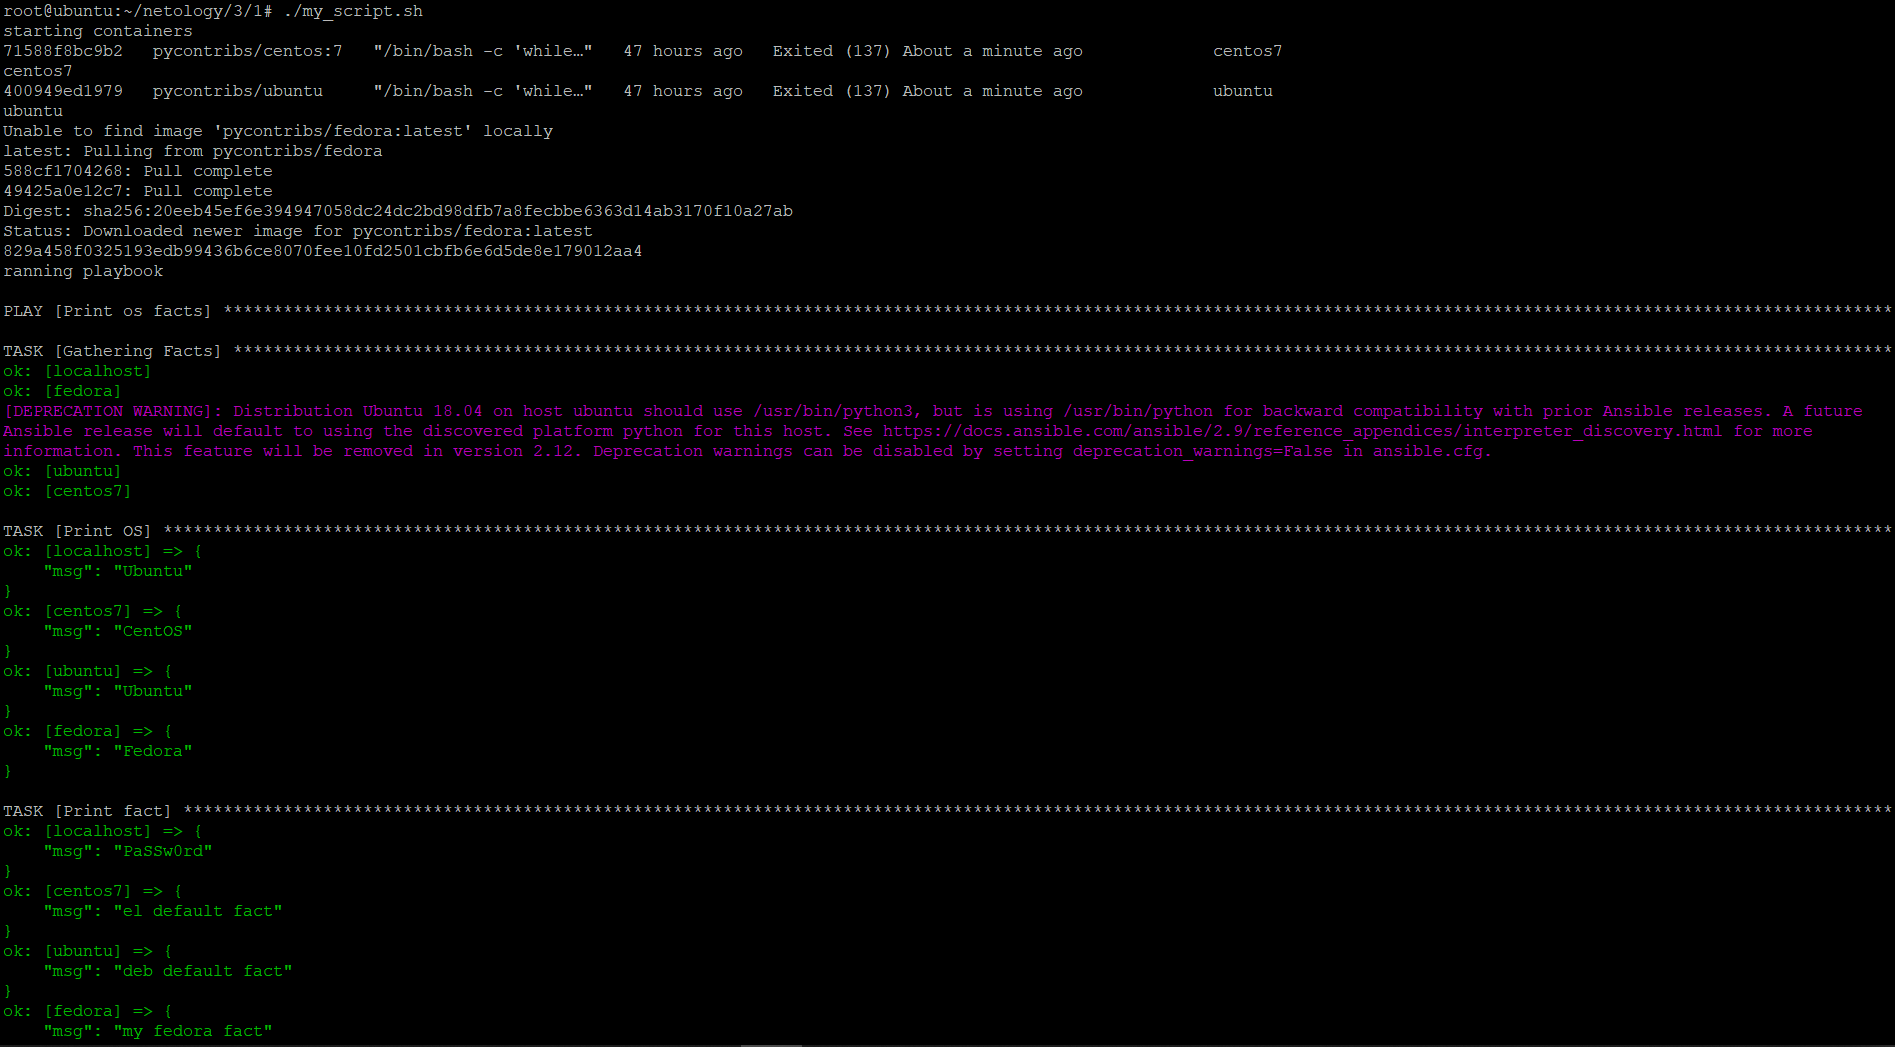 root@ubuntu:~/netology/3/1# ./my_script.sh
starting containers
71588f8bc9b2   pycontribs/centos:7   "/bin/bash -c 'while…"   47 hours ago   Exited (137) About a minute ago             centos7
centos7
400949ed1979   pycontribs/ubuntu     "/bin/bash -c 'while…"   47 hours ago   Exited (137) About a minute ago             ubuntu
ubuntu
Unable to find image 'pycontribs/fedora:latest' locally
latest: Pulling from pycontribs/fedora
588cf1704268: Pull complete
49425a0e12c7: Pull complete
Digest: sha256:20eeb45ef6e394947058dc24dc2bd98dfb7a8fecbbe6363d14ab3170f10a27ab
Status: Downloaded newer image for pycontribs/fedora:latest
829a458f0325193edb99436b6ce8070fee10fd2501cbfb6e6d5de8e179012aa4
ranning playbook
PLAY [Print os facts] ***********************************************************************************************************************************************************************
TASK [Gathering Facts] **********************************************************************************************************************************************************************
ok: [localhost]
ok: [fedora]
[DEPRECATION WARNING]: Distribution Ubuntu 18.04 on host ubuntu should use /usr/bin/python3, but is using /usr/bin/python for backward compatibility with prior Ansible releases. A future
Ansible release will default to using the discovered platform python for this host. See https://docs.ansible.com/ansible/2.9/reference_appendices/interpreter_discovery.html for more
information. This feature will be removed in version 2.12. Deprecation warnings can be disabled by setting deprecation_warnings=False in ansible.cfg.
ok: [ubuntu]
ok: [centos7]
TASK [Print OS] *****************************************************************************************************************************************************************************
ok: [localhost] => {
    "msg": "Ubuntu"
}
ok: [centos7] => {
    "msg": "CentOS"
}
ok: [ubuntu] => {
    "msg": "Ubuntu"
}
ok: [fedora] => {
    "msg": "Fedora"
}
TASK [Print fact] ***************************************************************************************************************************************************************************
ok: [localhost] => {
    "msg": "PaSSw0rd"
}
ok: [centos7] => {
    "msg": "el default fact"
}
ok: [ubuntu] => {
    "msg": "deb default fact"
}
ok: [fedora] => {
    "msg": "my fedora fact"